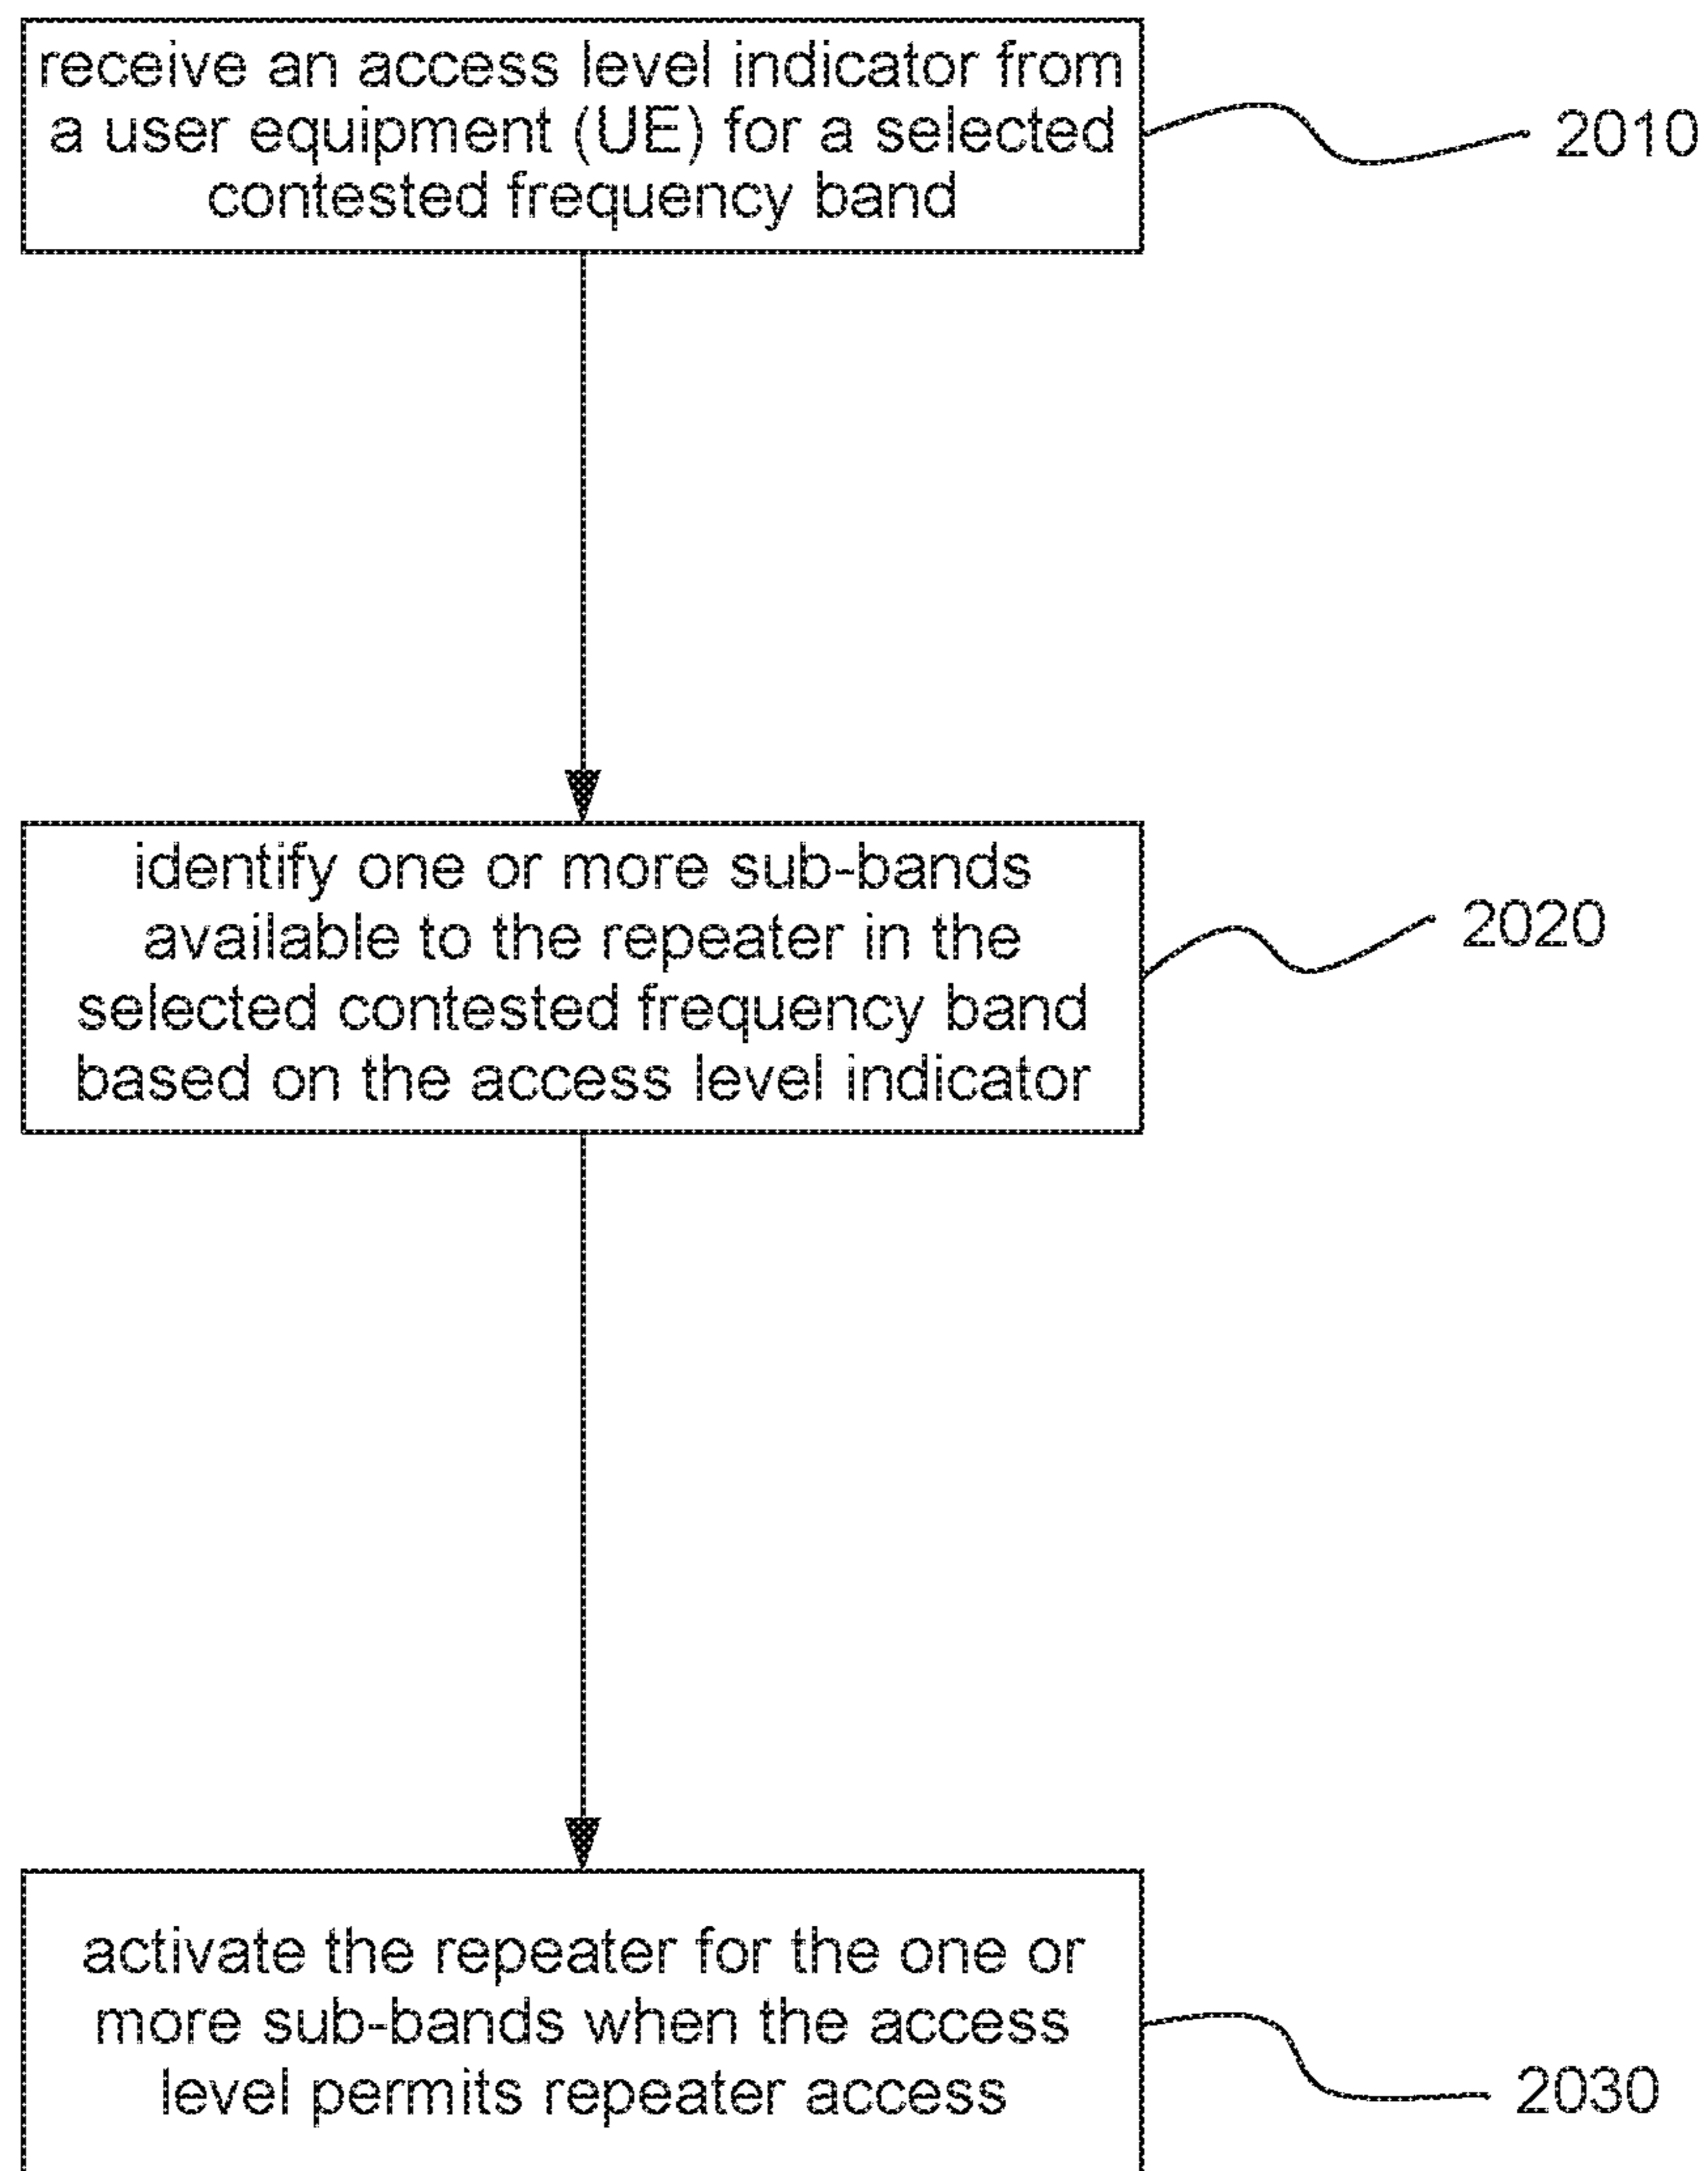 receive an access level indicator from
a user equipment (UE) for a selected
contested frequency band
2010
identify one or more sub-bands
available to the repeater in the
selected contested frequency band
based on the access level indicator
2020
activate the repeater for the one or
more sub-bands when the access
level permits repeater access
2030